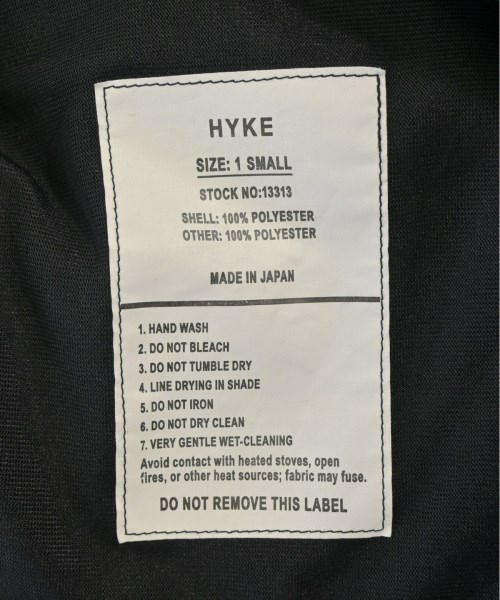 HYKE
SIZE: 1 SMALL
STOCK NO:13313
SHELL: 100% POLYESTER
OTHER: 100% POLYESTER
MADE IN JAPAN
1. HAND WASH
2. DO NOT BLEACH
3. DO NOT TUMBLE DRY
4. LINE DRYING IN SHADE
5. DO NOT IRON
6. DO NOT DRY CLEAN
7. VERY GENTLE WET-CLEANING
Avoid contact with heated stoves, open
fires, or other heat sources; fabric may fuse.
DO NOT REMOVE THIS LABEL